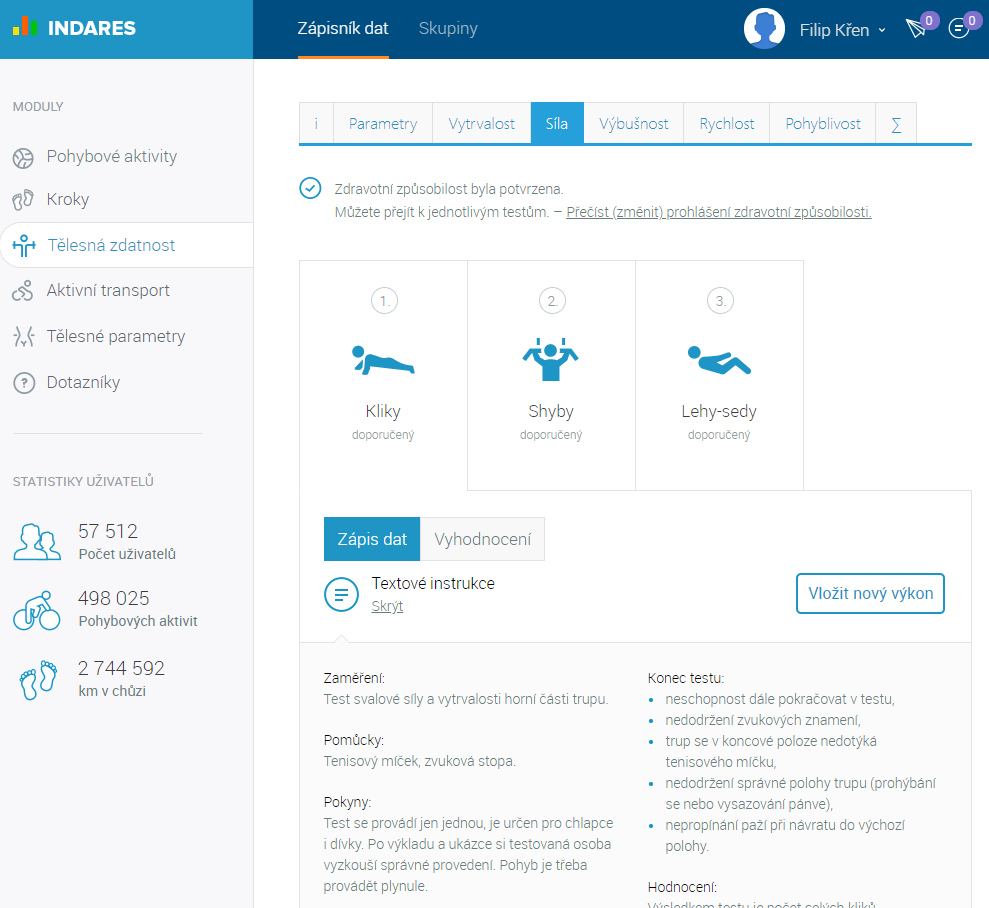 INDARES
Zápisník dat
Skupiny
Filip Křen
0
0
MODULY
Pohybové aktivity
Kroky
Tělesná zdatnost
Aktivní transport
Tělesné parametry
Dotazníky
STATISTIKY UŽIVATELŮ
57 512
Počet uživatelů
498 025
Pohybových aktivit
2 744 592
km v chůzi
i
Parametry
Vytrvalost
Síla
Výbušnost
Rychlost
Pohyblivost
∑
Zdravotní způsobilost byla potvrzena.
Můžete přejít k jednotlivým testům. – Přečíst (změnit) prohlášení zdravotní způsobilosti.
1.
Kliky
doporučený
2.
Shyby
doporučený
3.
Lehy-sedy
doporučený
Zápis dat
Vyhodnocení
Textové instrukce
Skrýt
Vložit nový výkon
Zaměření:
Test svalové síly a vytrvalosti horní části trupu.
Pomůcky:
Tenisový míček, zvuková stopa.
Pokyny:
Test se provádí jen jednou, je určen pro chlapce
i dívky. Po výkladu a ukázce si testovaná osoba
vyzkouší správné provedení. Pohyb je třeba
provádět plynule.
Konec testu:
• neschopnost dále pokračovat v testu,
• nedodržení zvukových znamení,
• trup se v koncové poloze nedotýká
tenisového míčku,
• nedodržení správné polohy trupu (prohýbání
se nebo vysazování pánve),
• nepropínání paží při návratu do výchozí
polohy.
Hodnocení:
Výsledkem testu je počet celých kliků